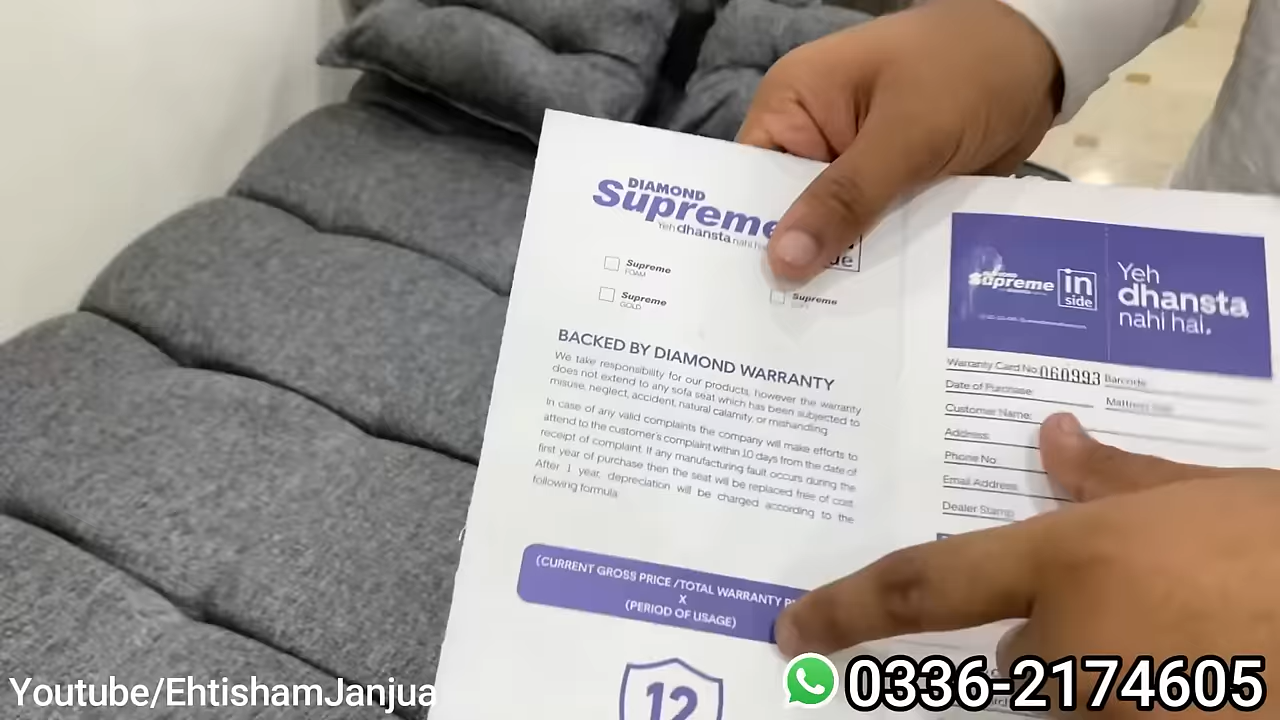 DIAMOND
Supreme
Yeh dhansta nahi
Supreme
FOAM
Supreme
GOLD
Supreme
BACKED BY DIAMOND WARRANTY
We take responsibility for our products, however the warranty
does not extend to any sofa seat which has been subjected to
misuse, neglect, accident, natural calamity, or mishandling.
In case of any valid complaints the company will make efforts to
attend to the customer's complaint within 10 days from the date of
receipt of complaint. If any manufacturing fault occurs during the
first year of purchase then the seat will be replaced free of cost.
After 1 year, depreciation will be charged according to the
following formula:
(CURRENT GROSS PRICE /TOTAL WARRANTY
X
(PERIOD OF USAGE)
12
DIAMOND
Supreme in
side
Yeh
dhansta
nahi hai.
Warranty Card No: 060993 Barcode:
Date of Purchase:
Customer Name:
Address:
Phone No:
Email Address:
Dealer Stamp:
Youtube/EhtishamJanjua
0336-2174605